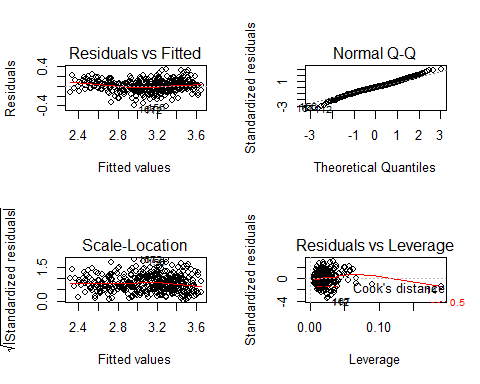 Residuals vs Fitted
Residuals
0.4
-0.4
2.4 2.8 3.2 3.6
Fitted values
Normal Q-Q
Standardized residuals
1
-3
-3 -1 0 1 2 3
Theoretical Quantiles
Scale-Location
√|Standardized residuals|
1.5
0.0
2.4 2.8 3.2 3.6
Fitted values
Residuals vs Leverage
Standardized residuals
0
-4
Cook's distance
0.5
0.00 0.10
Leverage